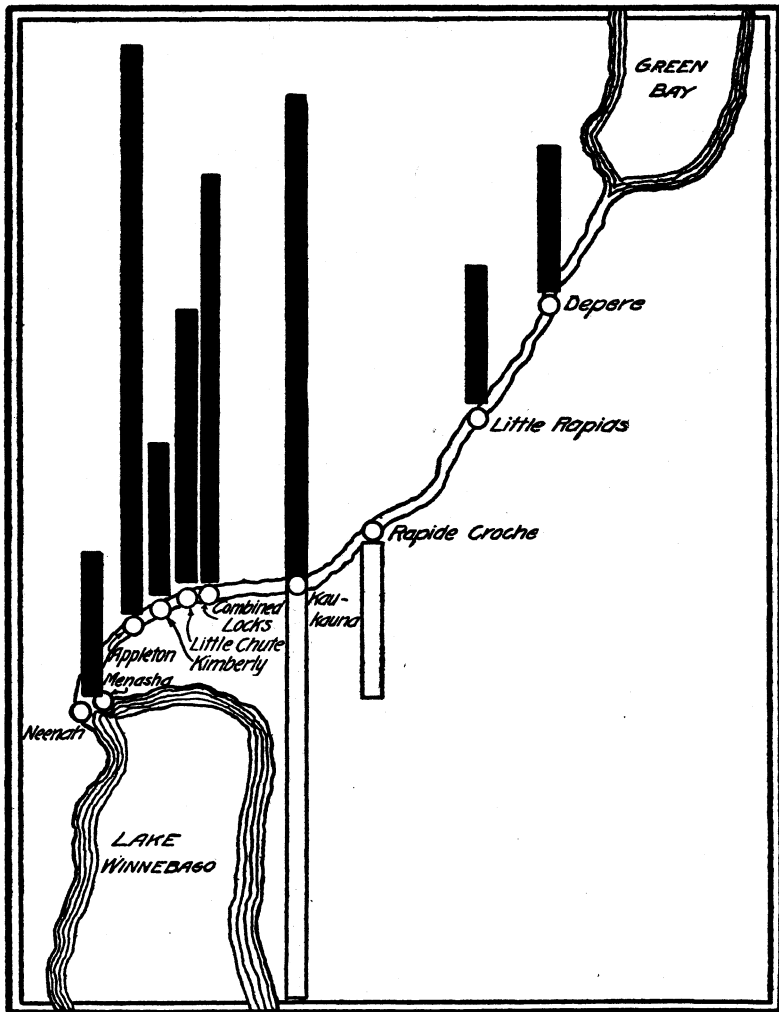 GREEN
BAY
Depere
Little Rapids
Rapide Croche
Kau-
kauna
Combined
Locks
Little Chute
Kimberly
Appleton
Menasha
Neenah
LAKE
WINNEBAGO